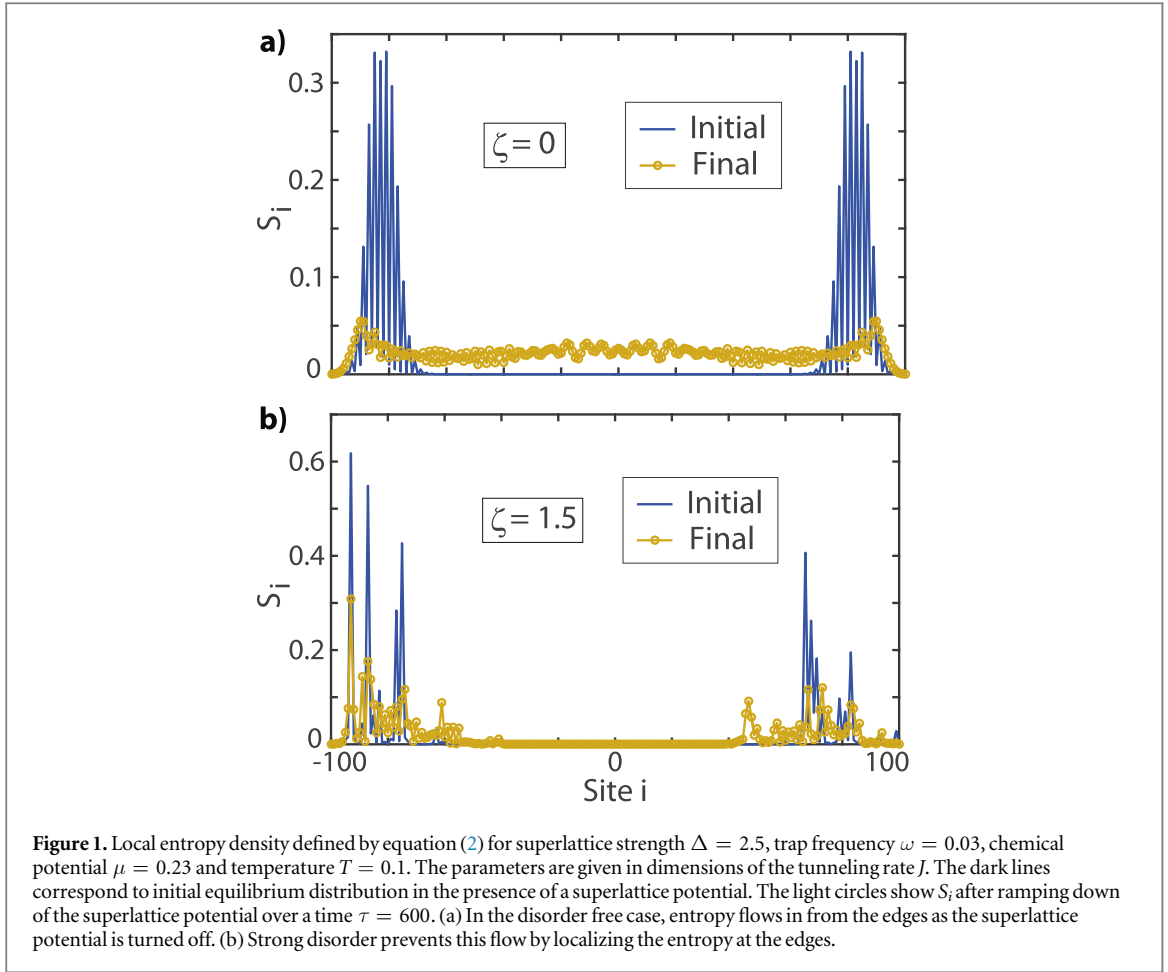 a)
0.3
0.2
0.1
0
S_i
ζ = 0
Initial
Final
b)
0.6
0.4
0.2
0
S_i
ζ = 1.5
Initial
Final
-100
0
100
Site i
Figure 1. Local entropy density defined by equation (2) for superlattice strength Δ = 2.5, trap frequency ω = 0.03, chemical
potential μ = 0.23 and temperature T = 0.1. The parameters are given in dimensions of the tunneling rate J. The dark lines
correspond to initial equilibrium distribution in the presence of a superlattice potential. The light circles show S_i after ramping down
of the superlattice potential over a time τ = 600. (a) In the disorder free case, entropy flows in from the edges as the superlattice
potential is turned off. (b) Strong disorder prevents this flow by localizing the entropy at the edges.